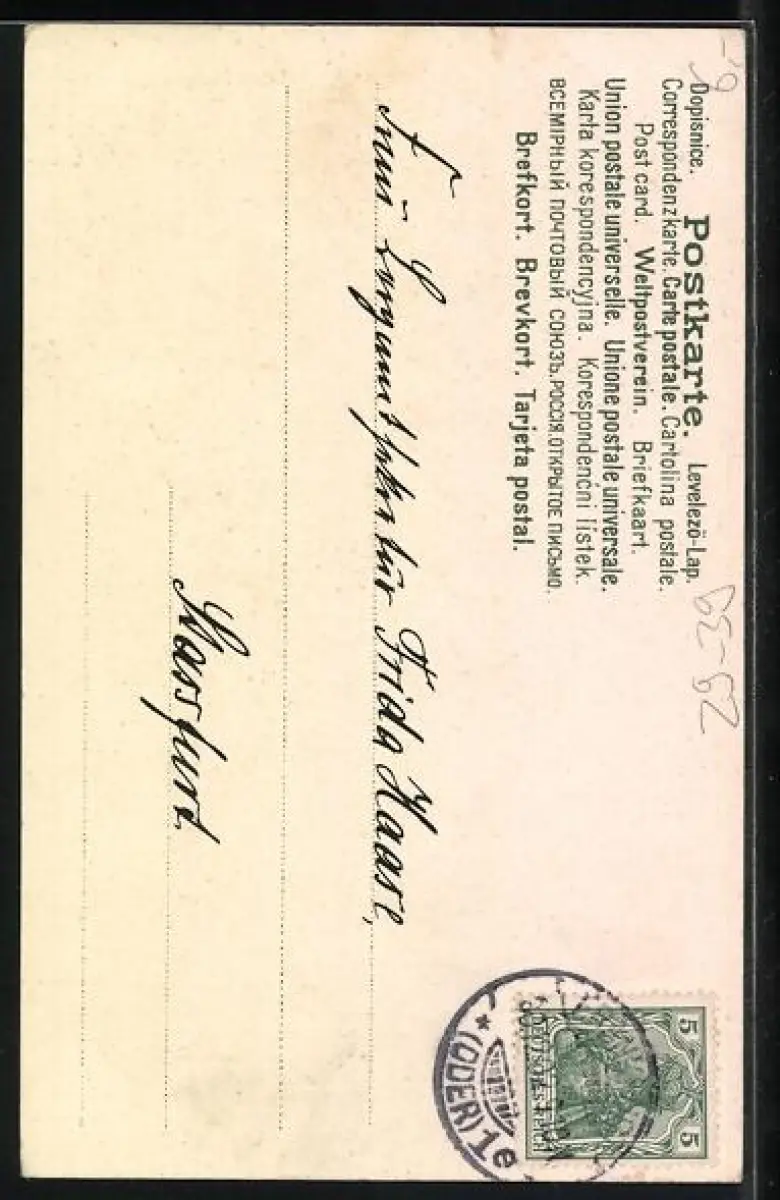 Dopisnice. Postkarte. Levelező-Lap.
Correspondenzkarte. Carte postale. Cartolina postale.
Post card. Weltpostverein. Briefkaart.
Union postale universelle. Unione postale universale.
Karta korespondencyjna. Korespondenční lístek.
ВСЕМІРНЫЙ ПОЧТОВЫЙ СОЮЗЪ. РОССІЯ. ОТКРЫТОЕ ПИСЬМО.
Brefkort. Brevkort. Tarjeta postal.
Frida Haase,
5 5
DEUTSCHES REICH
* (ODER) 1e